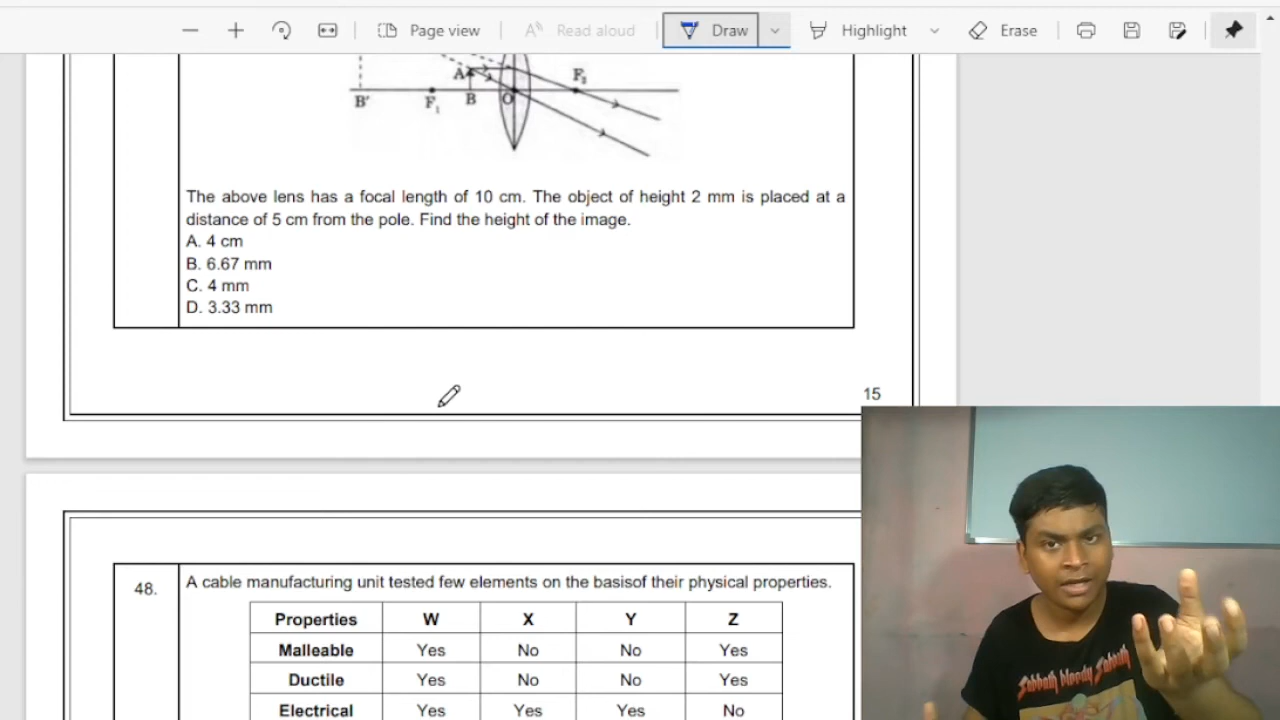 Page view
Read aloud
Draw
Highlight
Erase
A
F₂
B'
F₁
B
O
The above lens has a focal length of 10 cm. The object of height 2 mm is placed at a
distance of 5 cm from the pole. Find the height of the image.
A. 4 cm
B. 6.67 mm
C. 4 mm
D. 3.33 mm
15
48.
A cable manufacturing unit tested few elements on the basisof their physical properties.
Properties W X Y Z
Malleable Yes No No Yes
Ductile Yes No No Yes
Electrical Yes Yes Yes No
Sabbath bloody Sabbath